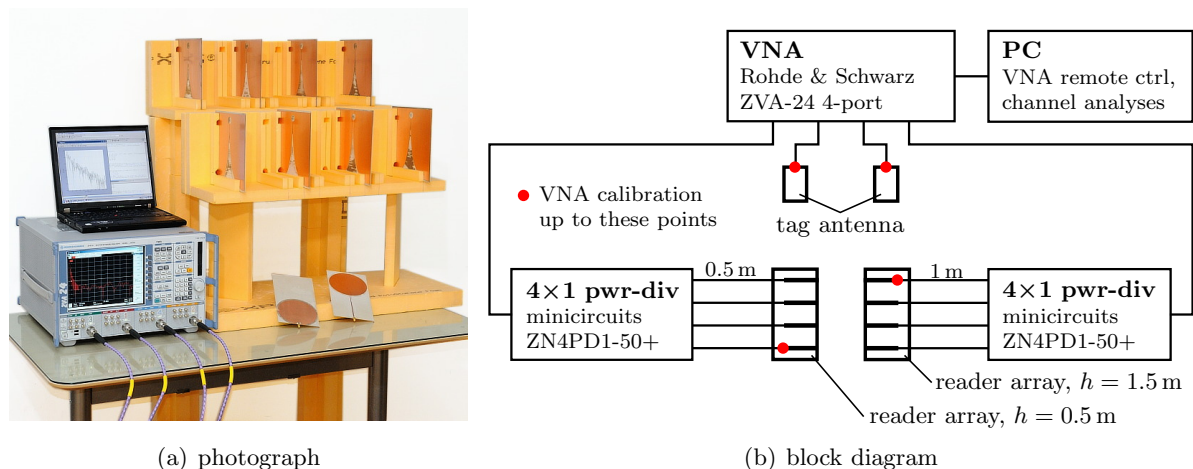 VNA
Rohde & Schwarz
ZVA-24 4-port
PC
VNA remote ctrl,
channel analyses
VNA calibration
up to these points
tag antenna
0.5 m
1 m
4×1 pwr-div
minicircuits
ZN4PD1-50+
4×1 pwr-div
minicircuits
ZN4PD1-50+
reader array, h = 1.5 m
reader array, h = 0.5 m
(a) photograph
(b) block diagram